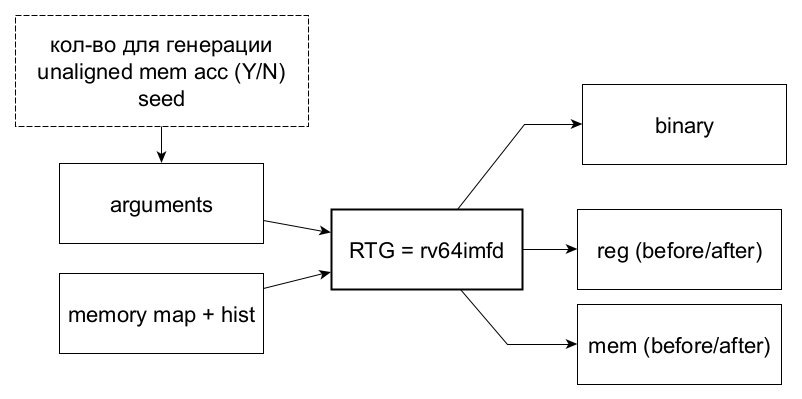 кол-во для генерации
unaligned mem acc (Y/N)
seed
arguments
memory map + hist
RTG = rv64imfd
binary
reg (before/after)
mem (before/after)